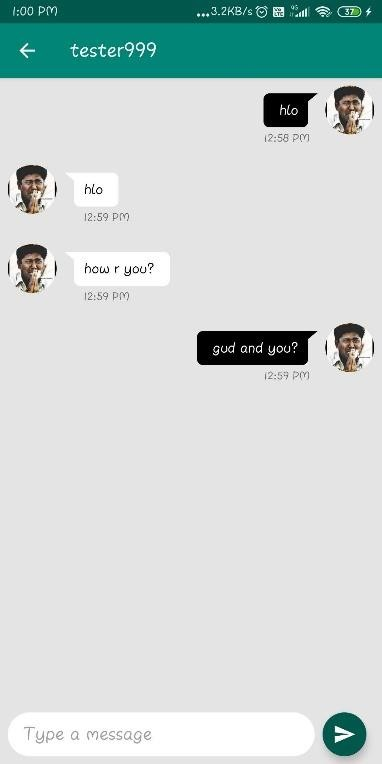 1:00 PM ...3.2KB/s 4G 37
tester999
hlo
12:58 PM
hlo
12:59 PM
how r you?
12:59 PM
gud and you?
12:59 PM
Type a message